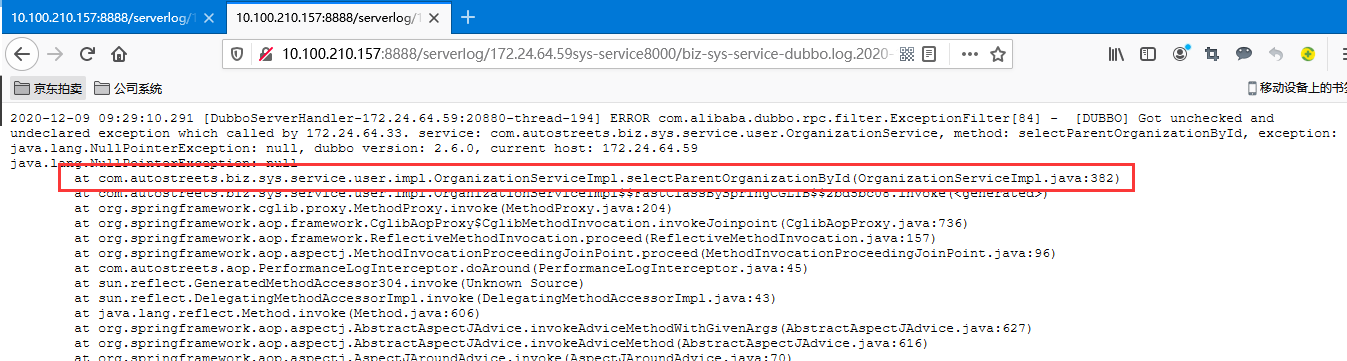 10.100.210.157:8888/serverlog/1
10.100.210.157:8888/serverlog/1
10.100.210.157:8888/serverlog/172.24.64.59sys-service8000/biz-sys-service-dubbo.log.2020-
京东拍卖 公司系统 移动设备上的书签
2020-12-09 09:29:10.291 [DubboServerHandler-172.24.64.59:20880-thread-194] ERROR com.alibaba.dubbo.rpc.filter.ExceptionFilter[84] -  [DUBBO] Got unchecked and
undeclared exception which called by 172.24.64.33. service: com.autostreets.biz.sys.service.user.OrganizationService, method: selectParentOrganizationById, exception:
java.lang.NullPointerException: null, dubbo version: 2.6.0, current host: 172.24.64.59
java.lang.NullPointerException: null
at com.autostreets.biz.sys.service.user.impl.OrganizationServiceImpl.selectParentOrganizationById(OrganizationServiceImpl.java:382)
at com.autostreets.biz.sys.service.user.impl.OrganizationServiceImpl$$FastClassBySpringCGLIB$$2bd5bc08.invoke(<generated>)
at org.springframework.cglib.proxy.MethodProxy.invoke(MethodProxy.java:204)
at org.springframework.aop.framework.CglibAopProxy$CglibMethodInvocation.invokeJoinpoint(CglibAopProxy.java:736)
at org.springframework.aop.framework.ReflectiveMethodInvocation.proceed(ReflectiveMethodInvocation.java:157)
at org.springframework.aop.aspectj.MethodInvocationProceedingJoinPoint.proceed(MethodInvocationProceedingJoinPoint.java:96)
at com.autostreets.aop.PerformanceLogInterceptor.doAround(PerformanceLogInterceptor.java:45)
at sun.reflect.GeneratedMethodAccessor304.invoke(Unknown Source)
at sun.reflect.DelegatingMethodAccessorImpl.invoke(DelegatingMethodAccessorImpl.java:43)
at java.lang.reflect.Method.invoke(Method.java:606)
at org.springframework.aop.aspectj.AbstractAspectJAdvice.invokeAdviceMethodWithGivenArgs(AbstractAspectJAdvice.java:627)
at org.springframework.aop.aspectj.AbstractAspectJAdvice.invokeAdviceMethod(AbstractAspectJAdvice.java:616)
at org.springframework.aop.aspectj.AspectJAroundAdvice.invoke(AspectJAroundAdvice.java:70)